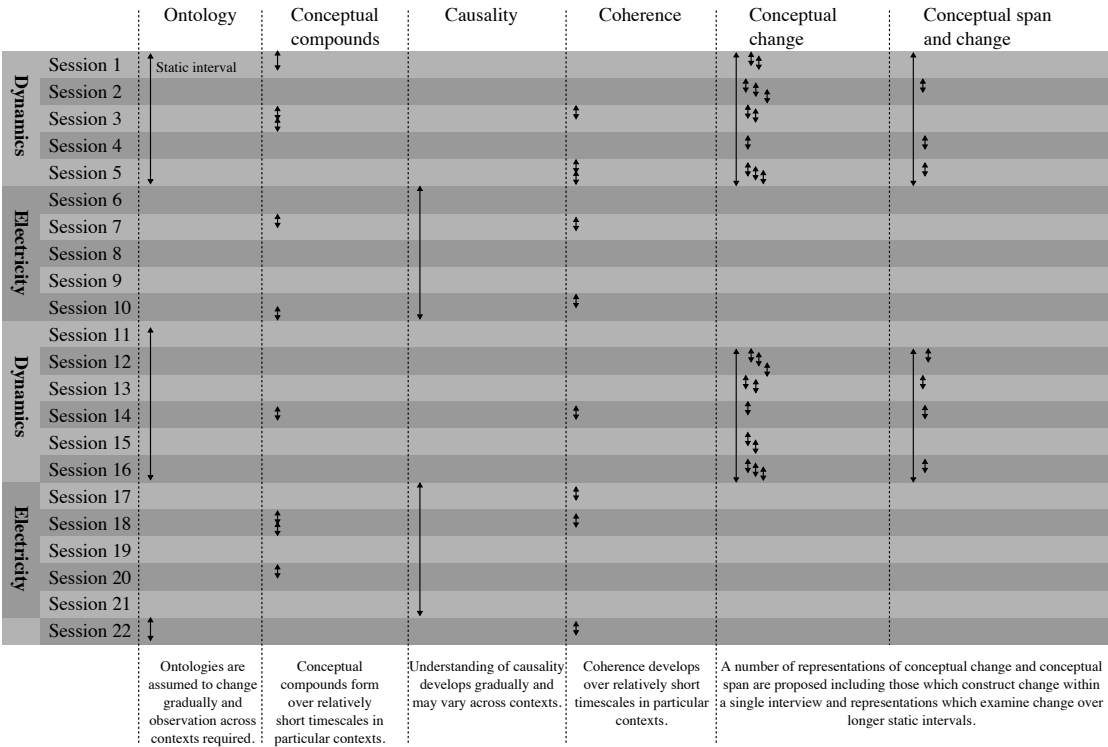 Ontology
Conceptual
compounds
Causality
Coherence
Conceptual
change
Conceptual span
and change
Dynamics
Session 1
Static interval
Session 2
Session 3
Session 4
Session 5
Electricity
Session 6
Session 7
Session 8
Session 9
Session 10
Dynamics
Session 11
Session 12
Session 13
Session 14
Session 15
Session 16
Electricity
Session 17
Session 18
Session 19
Session 20
Session 21
Session 22
Ontologies are
assumed to change
gradually and
observation across
contexts required.
Conceptual
compounds form
over relatively
short timescales in
particular contexts.
Understanding of causality
develops gradually and
may vary across contexts.
Coherence develops
over relatively short
timescales in particular
contexts.
A number of representations of conceptual change and conceptual
span are proposed including those which construct change within
a single interview and representations which examine change over
longer static intervals.